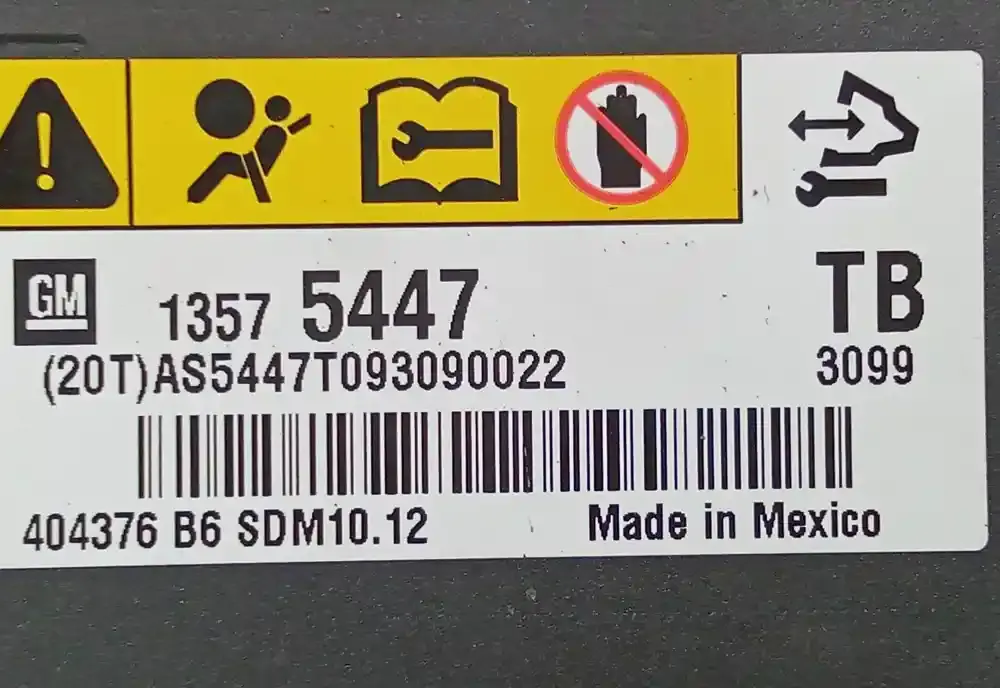 GM 1357 5447 TB
(20T)AS5447T093090022 3099
404376 B6 SDM10.12 Made in Mexico